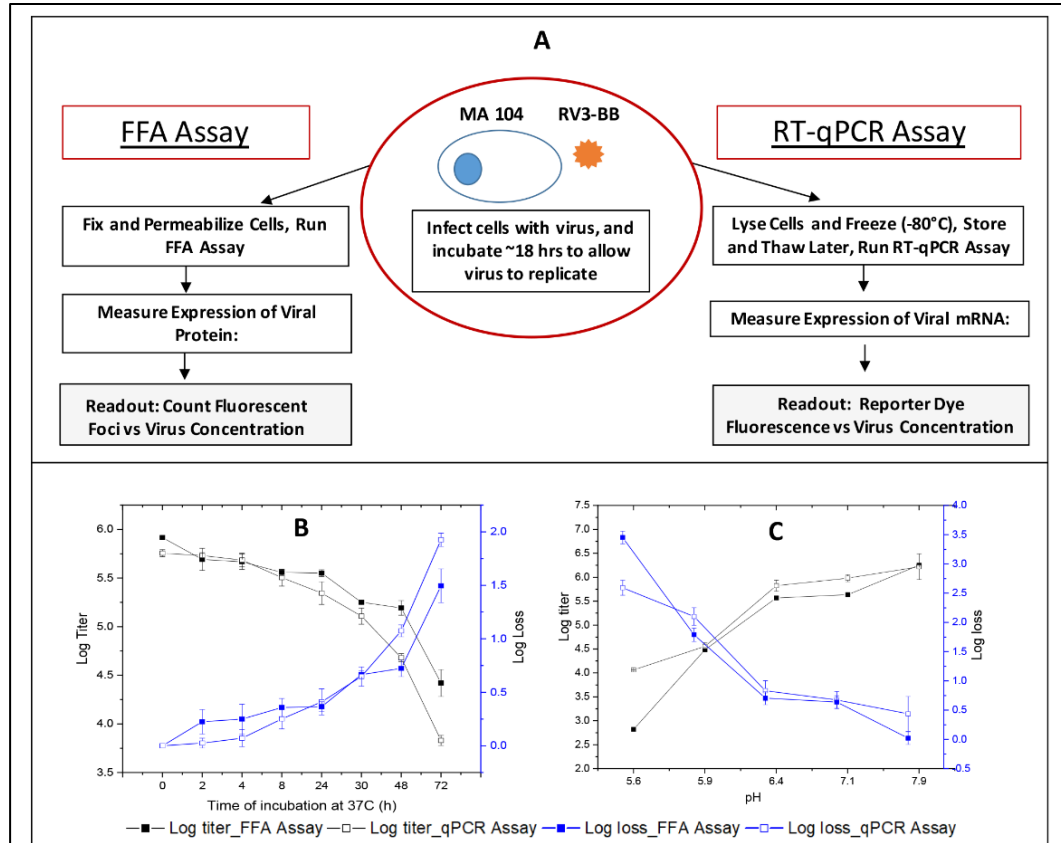 A
FFA Assay
MA 104
RV3-BB
RT-qPCR Assay
Infect cells with virus, and
incubate ~18 hrs to allow
virus to replicate
Fix and Permeabilize Cells, Run
FFA Assay
Measure Expression of Viral
Protein:
Readout: Count Fluorescent
Foci vs Virus Concentration
Lyse Cells and Freeze (-80°C), Store
and Thaw Later, Run RT-qPCR Assay
Measure Expression of Viral mRNA:
Readout: Reporter Dye
Fluorescence vs Virus Concentration
B
Log Titer
6.0
5.5
5.0
4.5
4.0
3.5
0 2 4 8 24 30 48 72
Time of incubation at 37C (h)
2.0
1.5
1.0
0.5
0.0
Log Loss
C
Log titer
7.5
7.0
6.5
6.0
5.5
5.0
4.5
4.0
3.5
3.0
2.5
2.0
5.6 5.9 6.4 7.1 7.9
pH
4.0
3.5
3.0
2.5
2.0
1.5
1.0
0.5
0.0
-0.5
Log loss
Log titer_FFA Assay Log titer_qPCR Assay Log loss_FFA Assay Log loss_qPCR Assay